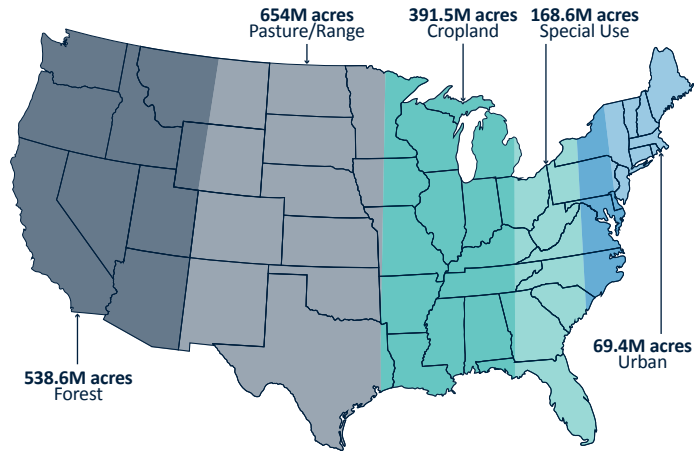 654M acres
Pasture/Range
391.5M acres
Cropland
168.6M acres
Special Use
69.4M acres
Urban
538.6M acres
Forest